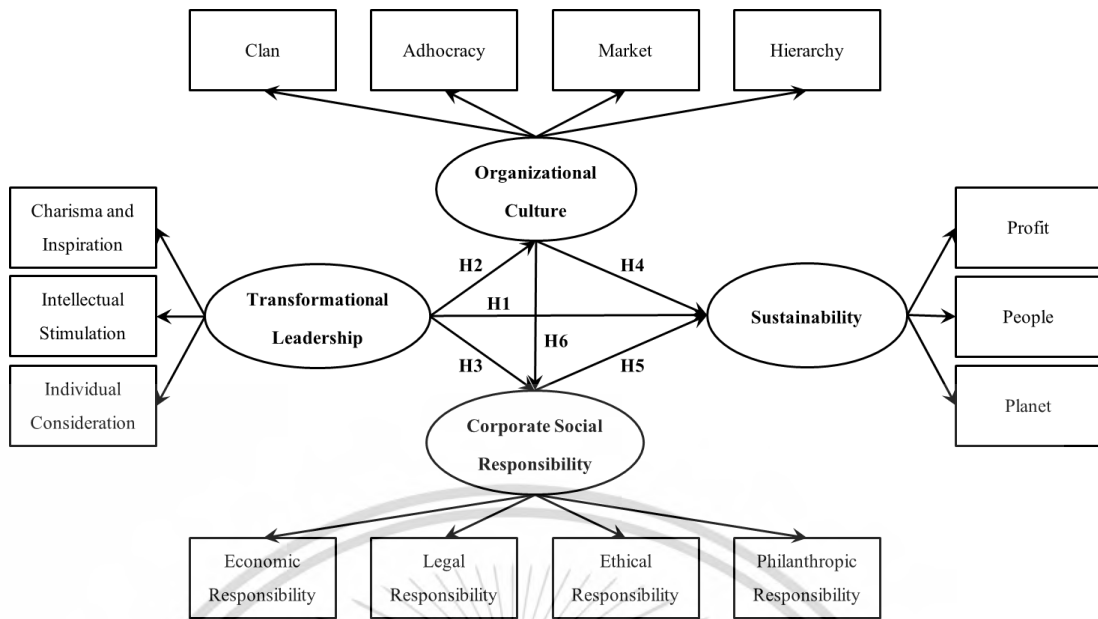 Clan
Adhocracy
Market
Hierarchy
Organizational
Culture
Charisma and
Inspiration
Profit
H2
H4
Intellectual
Stimulation
Transformational
Leadership
H1
Sustainability
People
H3
H6
H5
Individual
Consideration
Planet
Corporate Social
Responsibility
Economic
Responsibility
Legal
Responsibility
Ethical
Responsibility
Philanthropic
Responsibility